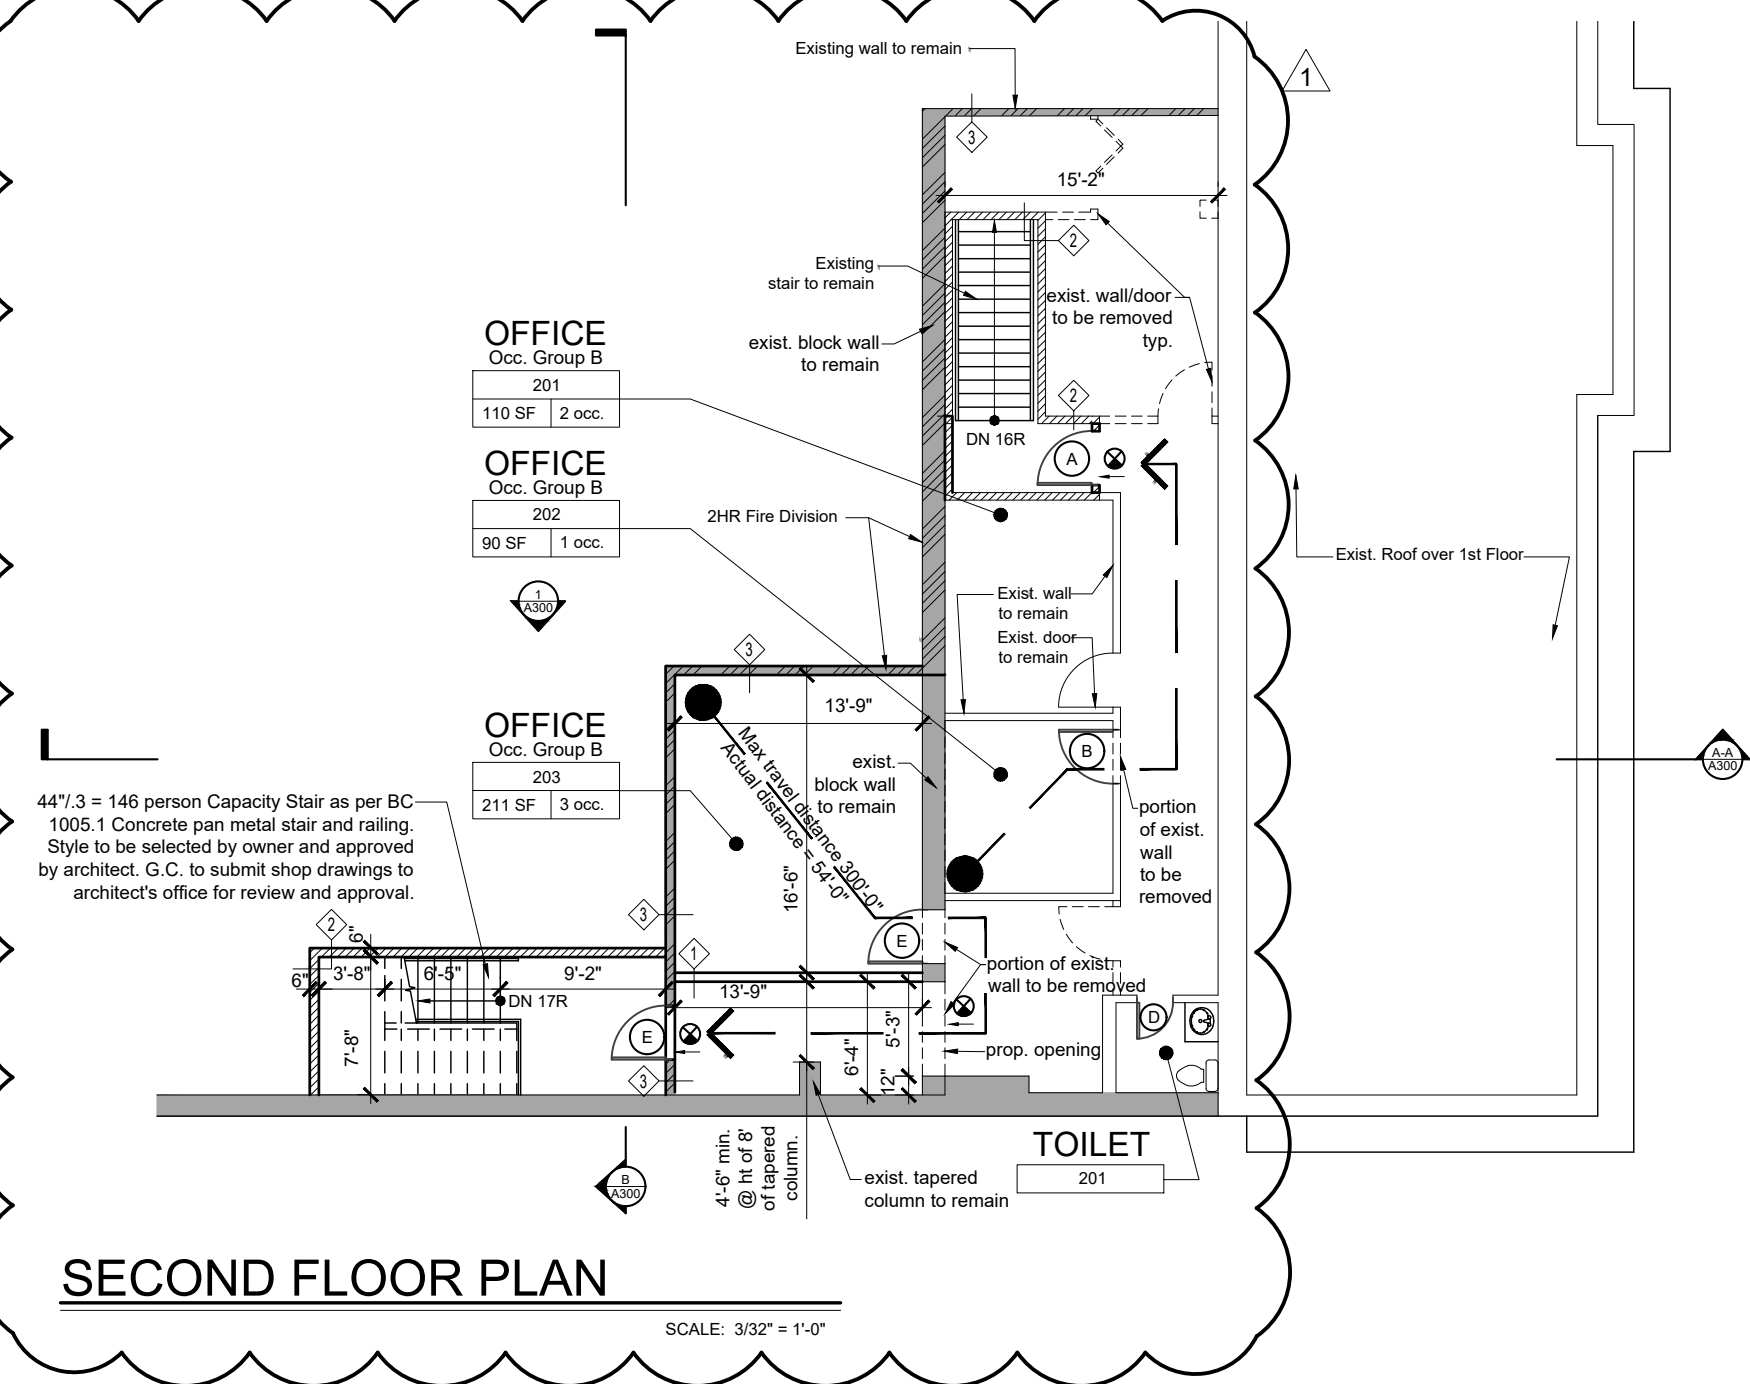 Existing wall to remain
1
3
15'-2"
2
Existing
stair to remain
exist. wall/door
to be removed
typ.
exist. block wall
to remain
OFFICE
Occ. Group B
201
110 SF
2 occ.
2
DN 16R
A
OFFICE
Occ. Group B
202
90 SF
1 occ.
2HR Fire Division
Exist. Roof over 1st Floor
1
A300
Exist. wall
to remain
Exist. door
to remain
3
13'-9"
OFFICE
Occ. Group B
203
211 SF
3 occ.
Max travel distance 300'-0"
Actual distance = 54'-0"
exist.
block wall
to remain
B
A-A
A300
portion
of exist.
wall
to be
removed
44"/.3 = 146 person Capacity Stair as per BC
1005.1 Concrete pan metal stair and railing.
Style to be selected by owner and approved
by architect. G.C. to submit shop drawings to
architect's office for review and approval.
16'-6"
3
2
6"
1
E
portion of exist.
wall to be removed
6"
3'-8"
6'-5"
9'-2"
13'-9"
DN 17R
E
7'-8"
3
6'-4"
5'-3"
12"
prop. opening
D
4'-6" min.
@ ht of 8'
of tapered
column.
exist. tapered
column to remain
TOILET
201
B
A300
SECOND FLOOR PLAN
SCALE: 3/32" = 1'-0"